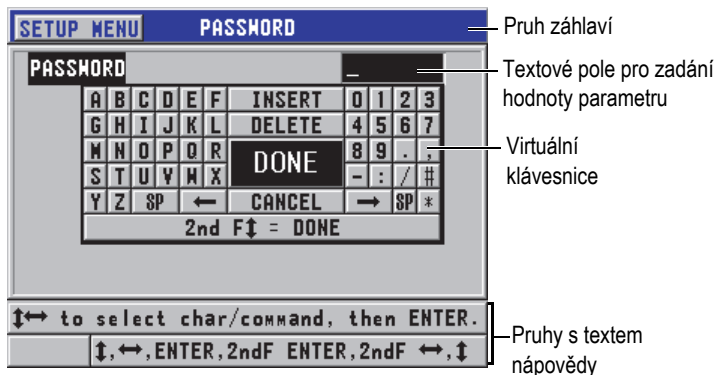 SETUP MENU PASSWORD
Pruh záhlaví
PASSWORD _
Textové pole pro zadání
hodnoty parametru
A B C D E F INSERT 0 1 2 3
G H I J K L DELETE 4 5 6 7
M N O P Q R DONE 8 9 . ,
S T U V W X - : / #
Y Z SP ← CANCEL → SP *
2nd F↕ = DONE
Virtuální
klávesnice
↕↔ to select char/command, then ENTER.
↕,↔,ENTER,2ndF ENTER,2ndF ↔,↕
Pruhy s textem
nápovědy